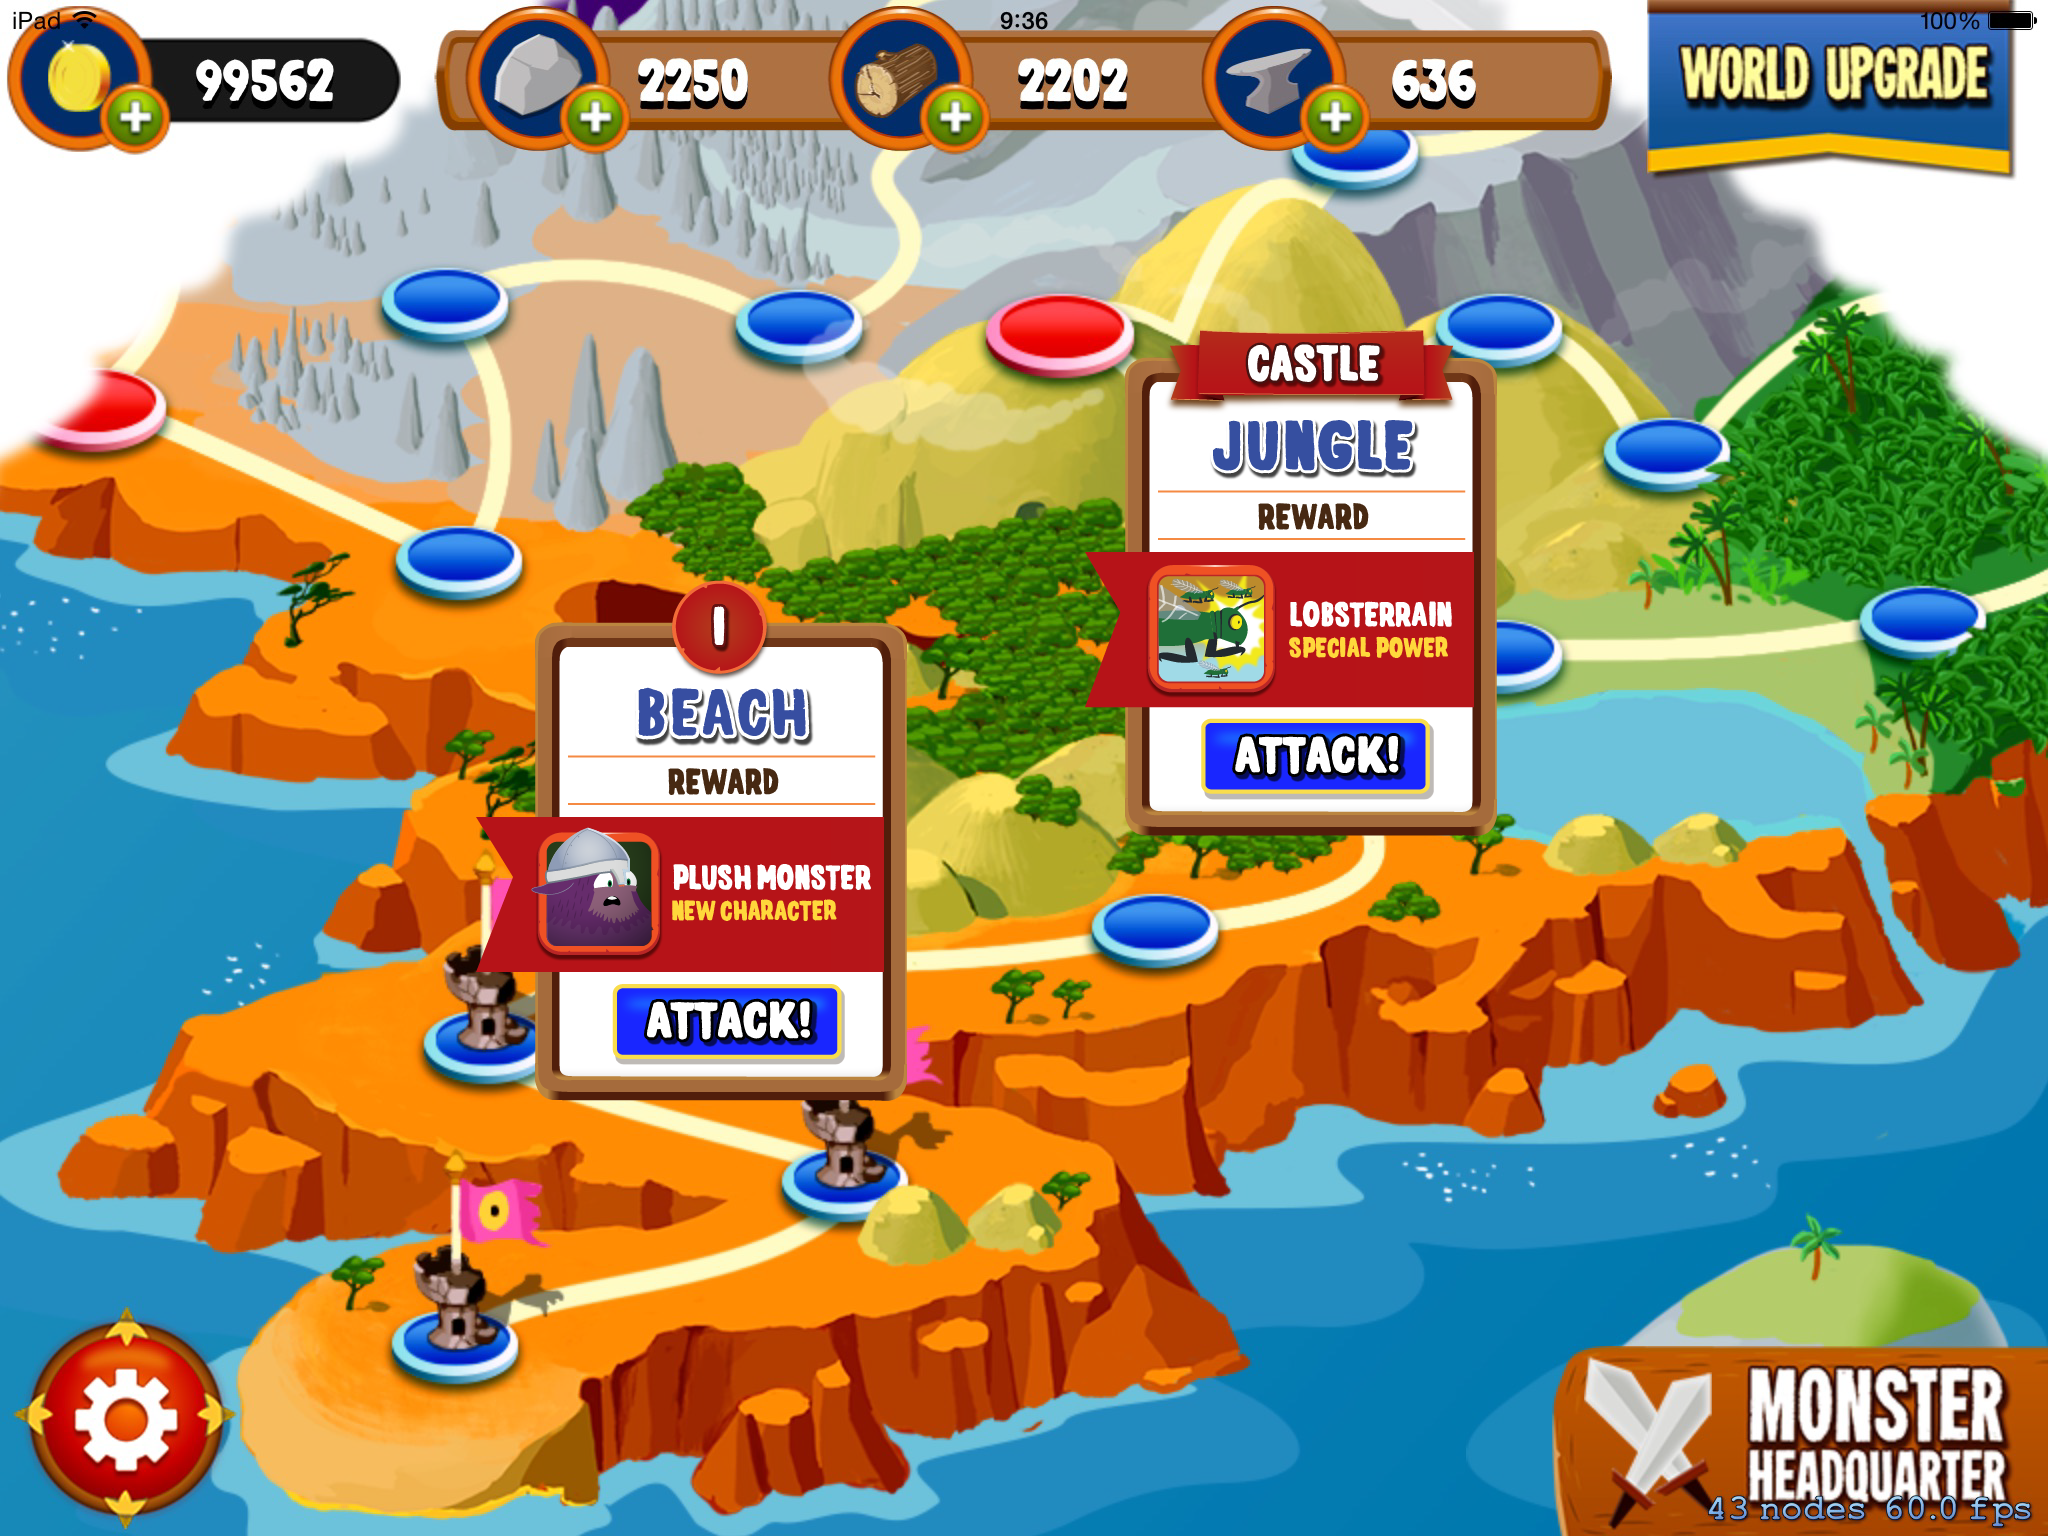 iPad
9:36
100%
99562
2250
2202
636
WORLD UPGRADE
CASTLE
JUNGLE
REWARD
LOBSTERRAIN
SPECIAL POWER
ATTACK!
1
BEACH
REWARD
PLUSH MONSTER
NEW CHARACTER
ATTACK!
MONSTER
HEADQUARTER
43 nodes 60.0 fps